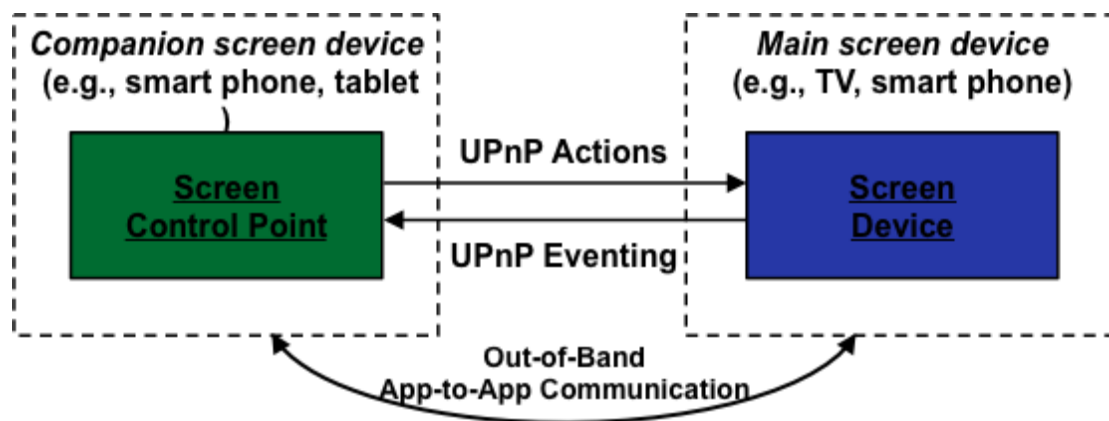 Companion screen device
(e.g., smart phone, tablet
)
Screen
Control Point
UPnP Actions
UPnP Eventing
Main screen device
(e.g., TV, smart phone)
Screen
Device
Out-of-Band
App-to-App Communication